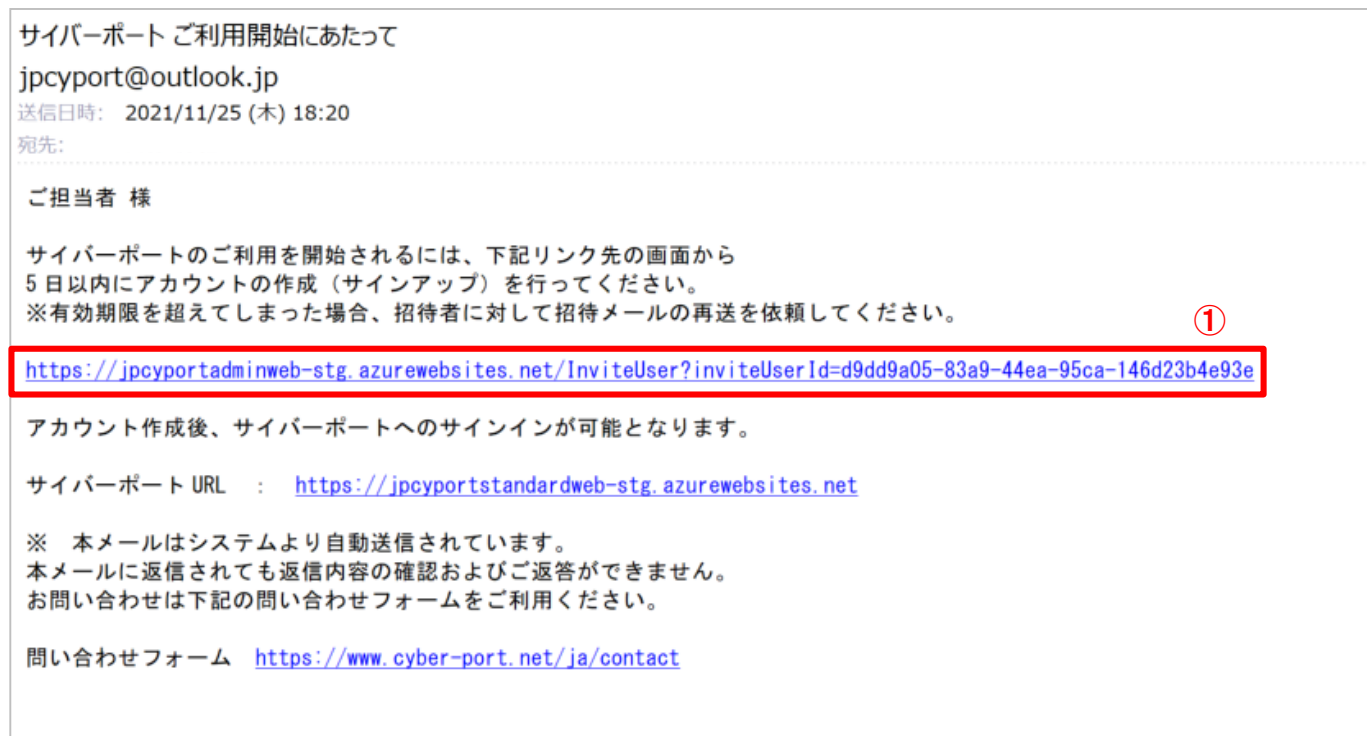 サイバーポート ご利用開始にあたって
jpcyport@outlook.jp
送信日時: 2021/11/25 (木) 18:20
宛先:
ご担当者 様
サイバーポートのご利用を開始されるには、下記リンク先の画面から
5日以内にアカウントの作成（サインアップ）を行ってください。
※有効期限を超えてしまった場合、招待者に対して招待メールの再送を依頼してください。
①
https://jpcyportadminweb-stg.azurewebsites.net/InviteUser?inviteUserId=d9dd9a05-83a9-44ea-95ca-146d23b4e93e
アカウント作成後、サイバーポートへのサインインが可能となります。
サイバーポート URL : https://jpcyportstandardweb-stg.azurewebsites.net
※ 本メールはシステムより自動送信されています。
本メールに返信されても返信内容の確認およびご返答ができません。
お問い合わせは下記の問い合わせフォームをご利用ください。
問い合わせフォーム https://www.cyber-port.net/ja/contact